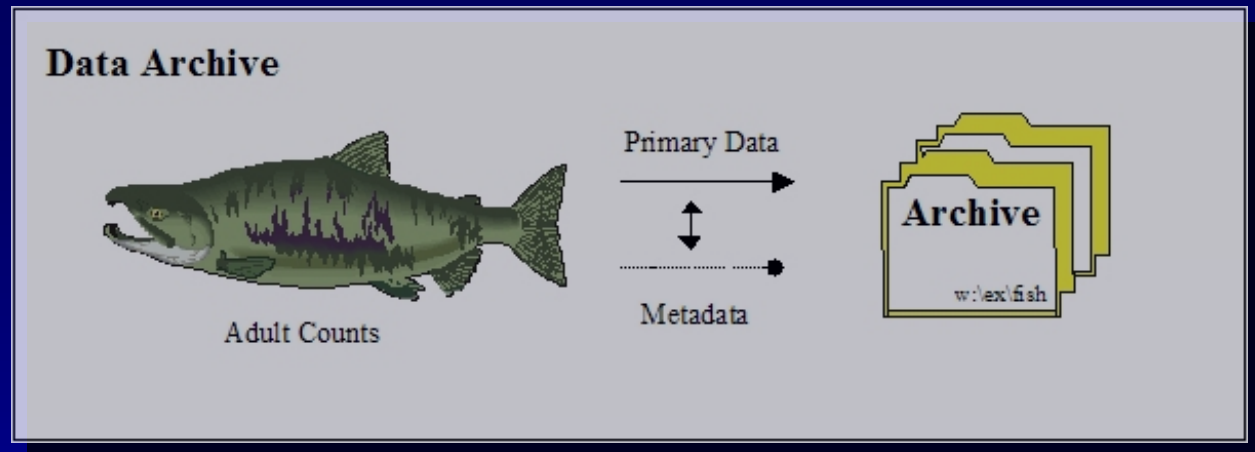 Data Archive
Primary Data
Archive
w:\ex\fish
Metadata
Adult Counts